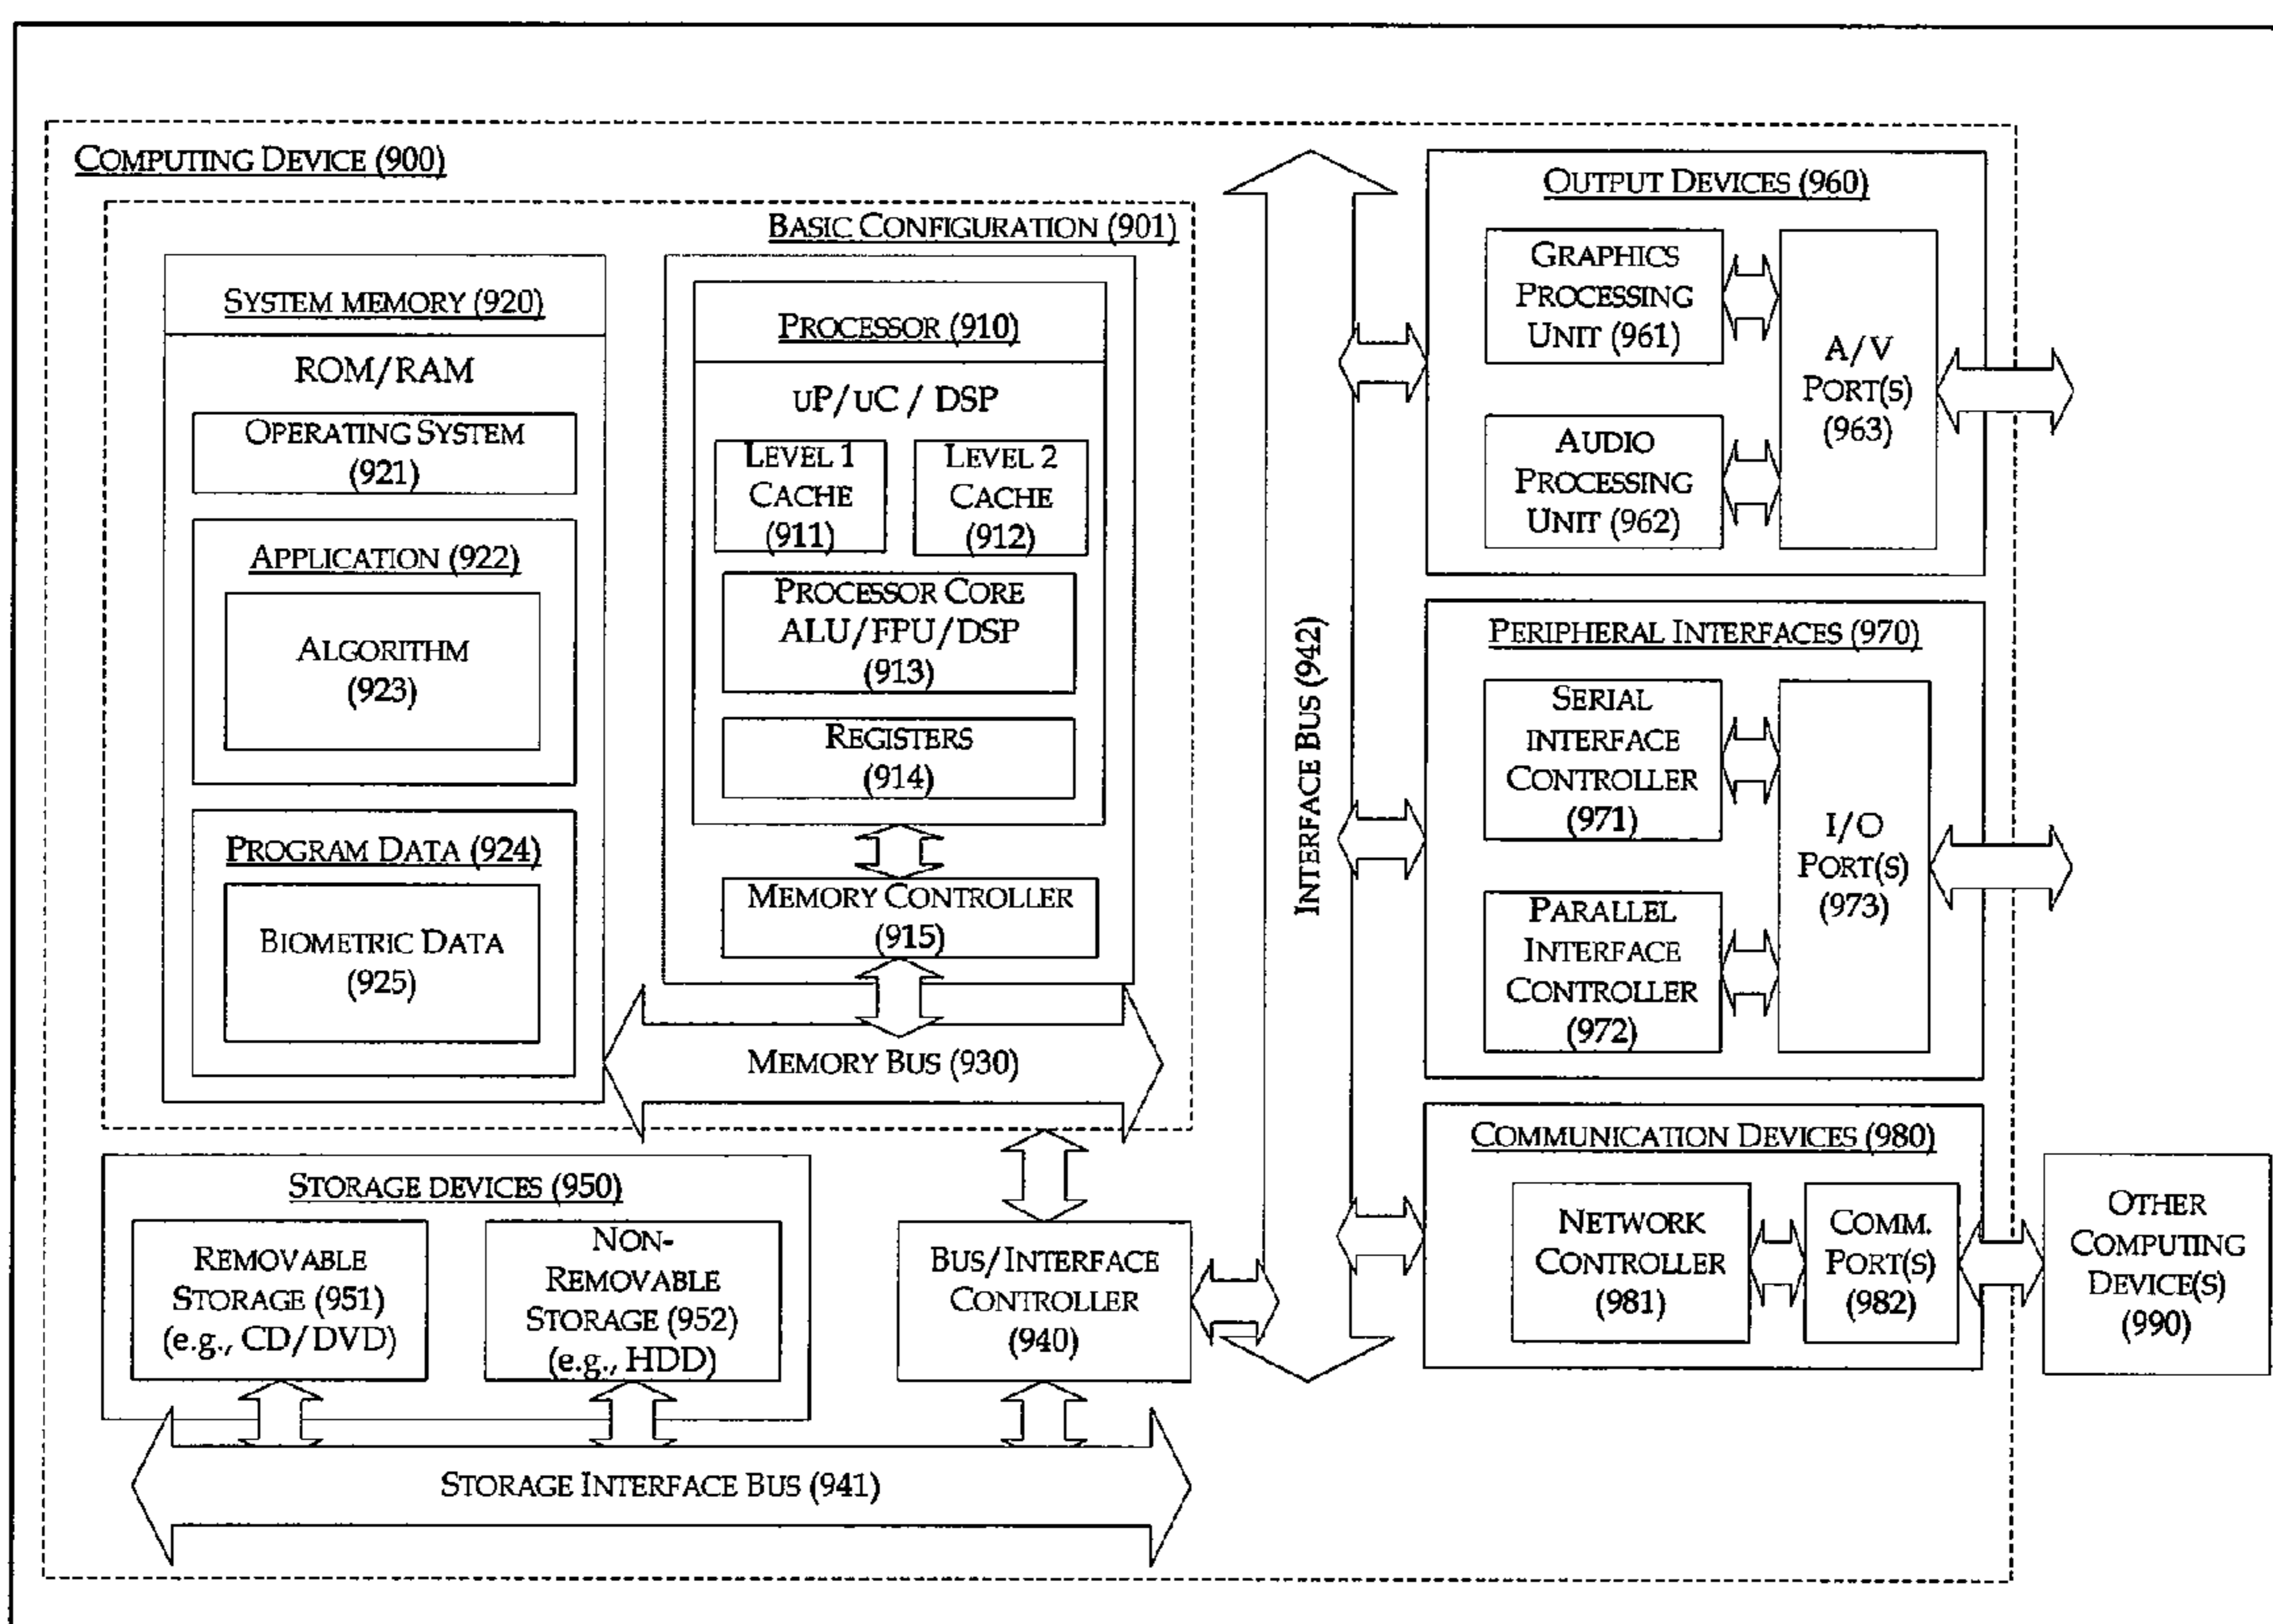 COMPUTING DEVICE (900)
BASIC CONFIGURATION (901)
SYSTEM MEMORY (920)
ROM/RAM
OPERATING SYSTEM
(921)
APPLICATION (922)
ALGORITHM
(923)
PROGRAM DATA (924)
BIOMETRIC DATA
(925)
PROCESSOR (910)
UP/UC / DSP
LEVEL 1
CACHE
(911)
LEVEL 2
CACHE
(912)
PROCESSOR CORE
ALU/FPU/DSP
(913)
REGISTERS
(914)
MEMORY CONTROLLER
(915)
MEMORY BUS (930)
STORAGE DEVICES (950)
REMOVABLE
STORAGE (951)
(e.g., CD/DVD)
NON-
REMOVABLE
STORAGE (952)
(e.g., HDD)
BUS/INTERFACE
CONTROLLER
(940)
STORAGE INTERFACE BUS (941)
INTERFACE BUS (942)
OUTPUT DEVICES (960)
GRAPHICS
PROCESSING
UNIT (961)
AUDIO
PROCESSING
UNIT (962)
A/V
PORT(S)
(963)
PERIPHERAL INTERFACES (970)
SERIAL
INTERFACE
CONTROLLER
(971)
PARALLEL
INTERFACE
CONTROLLER
(972)
I/O
PORT(S)
(973)
COMMUNICATION DEVICES (980)
NETWORK
CONTROLLER
(981)
COMM.
PORT(S)
(982)
OTHER
COMPUTING
DEVICE(S)
(990)